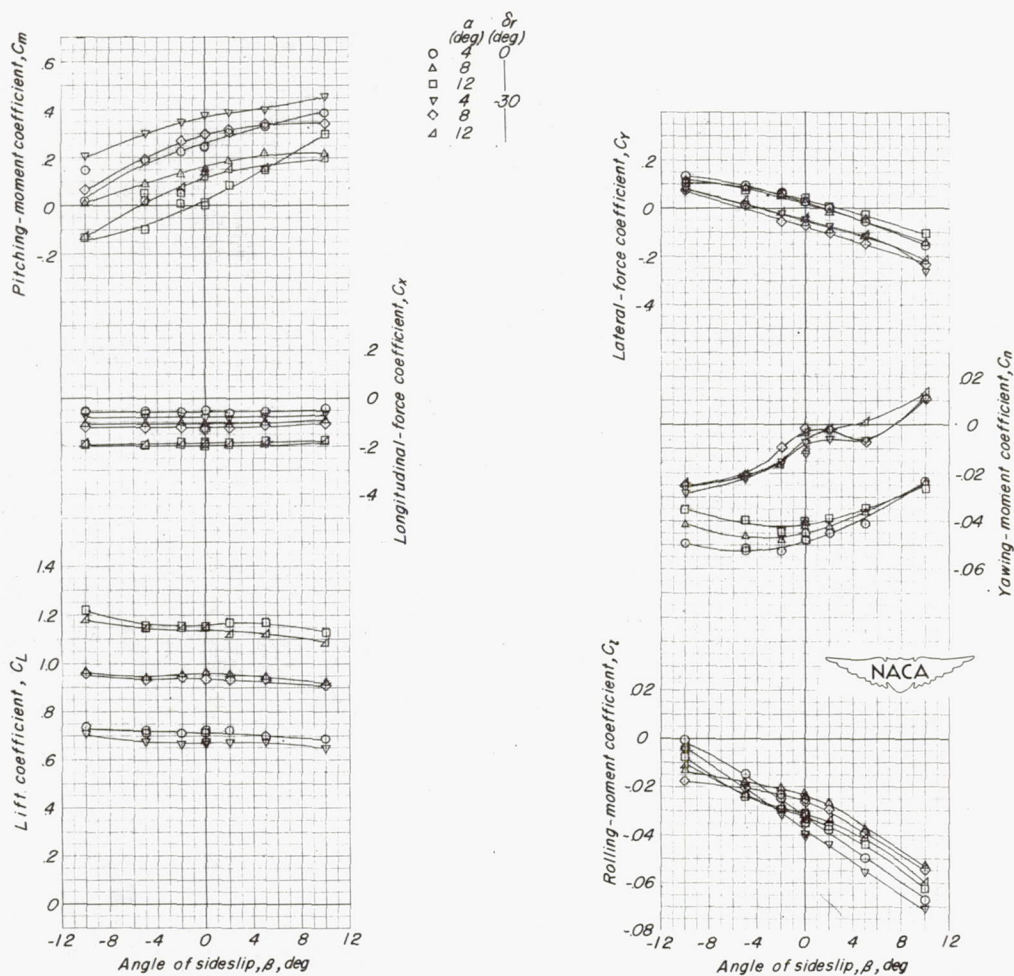 α δr
(deg) (deg)
○ 4 0
△ 8
□ 12
▽ 4 -30
◇ 8
12
Pitching-moment coefficient, Cm
.6
.4
.2
0
-.2
Longitudinal-force coefficient, Cx
.2
0
-.2
-.4
Lift coefficient, CL
1.4
1.2
1.0
.8
.6
.4
.2
0
-12 -8 -4 0 4 8 12
Angle of sideslip, β, deg
Lateral-force coefficient, CY
.2
0
-.2
-.4
Yawing-moment coefficient, Cn
.02
0
-.02
-.04
-.06
NACA
Rolling-moment coefficient, Cl
.02
0
-.02
-.04
-.06
-.08
-12 -8 -4 0 4 8 12
Angle of sideslip, β, deg